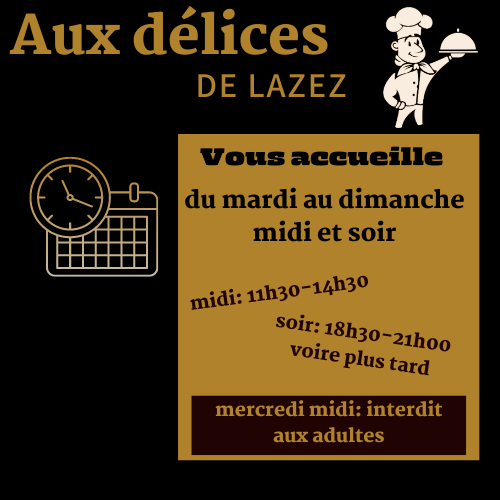 Aux délices
DE LAZEZ
Vous accueille
du mardi au dimanche
midi et soir
midi: 11h30-14h30
soir: 18h30-21h00
voire plus tard
mercredi midi: interdit
aux adultes